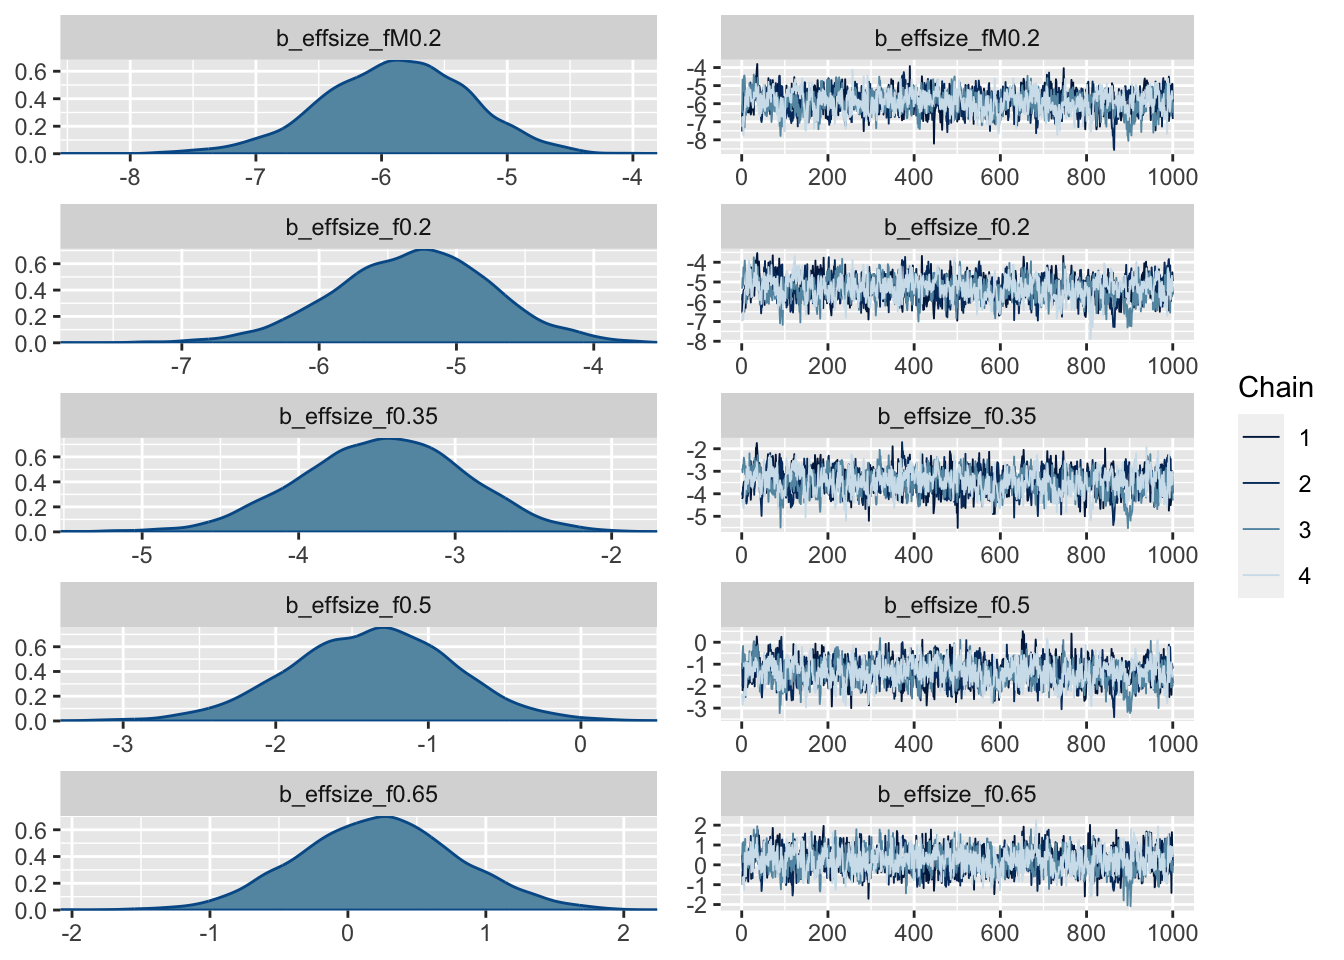 b_effsize_fM0.2
0.6
0.4
0.2
0.0
-8 -7 -6 -5 -4
b_effsize_fM0.2
-4
-5
-6
-7
-8
0 200 400 600 800 1000
b_effsize_f0.2
0.6
0.4
0.2
0.0
-7 -6 -5 -4
b_effsize_f0.2
-4
-5
-6
-7
-8
0 200 400 600 800 1000
b_effsize_f0.35
0.6
0.4
0.2
0.0
-5 -4 -3 -2
b_effsize_f0.35
-2
-3
-4
-5
0 200 400 600 800 1000
b_effsize_f0.5
0.6
0.4
0.2
0.0
-3 -2 -1 0
b_effsize_f0.5
0
-1
-2
-3
0 200 400 600 800 1000
b_effsize_f0.65
0.6
0.4
0.2
0.0
-2 -1 0 1 2
b_effsize_f0.65
2
1
0
-1
-2
0 200 400 600 800 1000
Chain
1
2
3
4